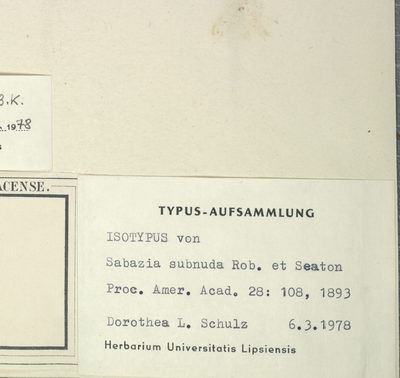 B.K.
1978
ACENSE.
TYPUS-AUFSAMMLUNG
ISOTYPUS von
Sabazia subnuda Rob. et Seaton
Proc. Amer. Acad. 28: 108, 1893
Dorothea L. Schulz 6.3.1978
Herbarium Universitatis Lipsiensis